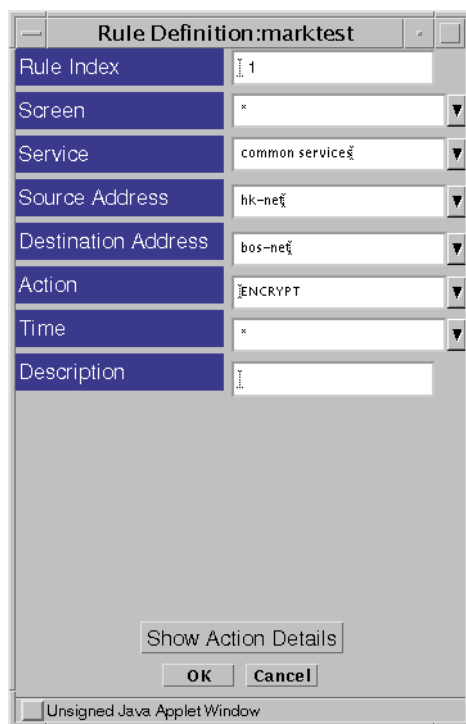 Rule Definition:marktest
Rule Index 1
Screen *
Service common services
Source Address hk-net
Destination Address bos-net
Action ENCRYPT
Time *
Description
Show Action Details
OK Cancel
Unsigned Java Applet Window